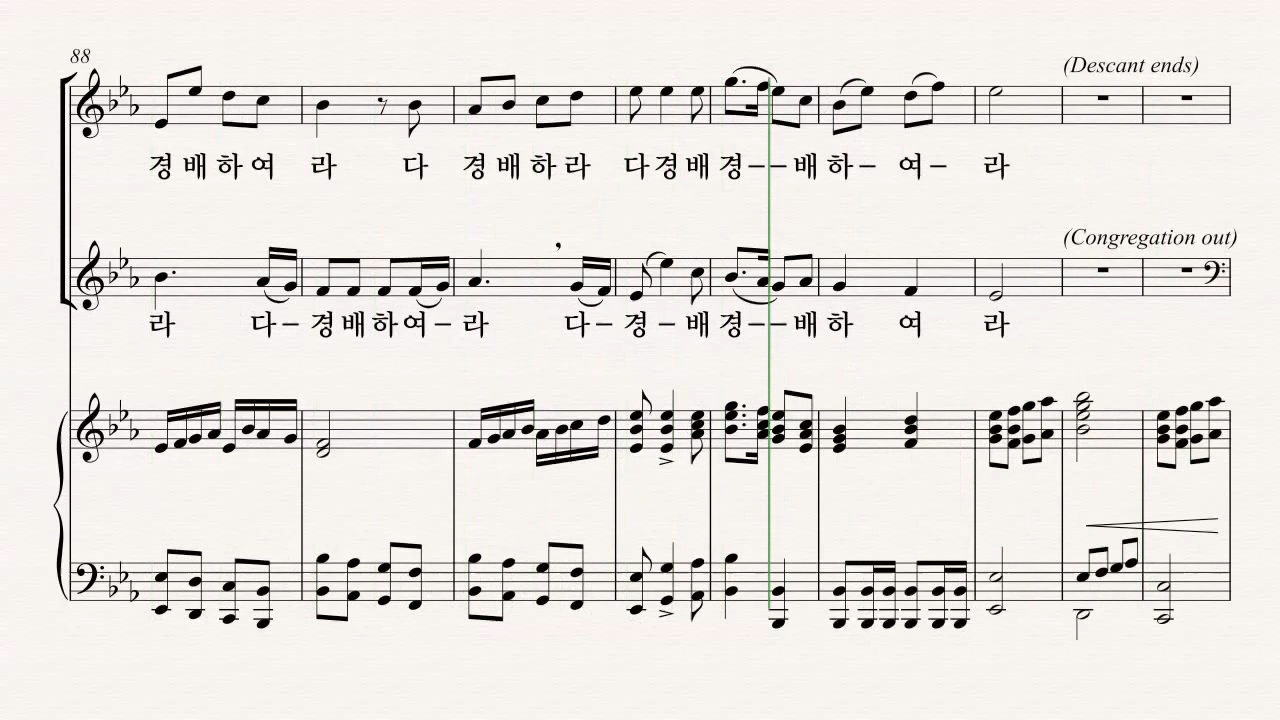 88
(Descant ends)
경 배 하 여 라 다 경 배 하 라 다 경 배 경 – – 배 하 – 여 – 라
(Congregation out)
라 다 – 경 배 하 여 – 라 다 – 경 – 배 경 – – 배 하 여 라